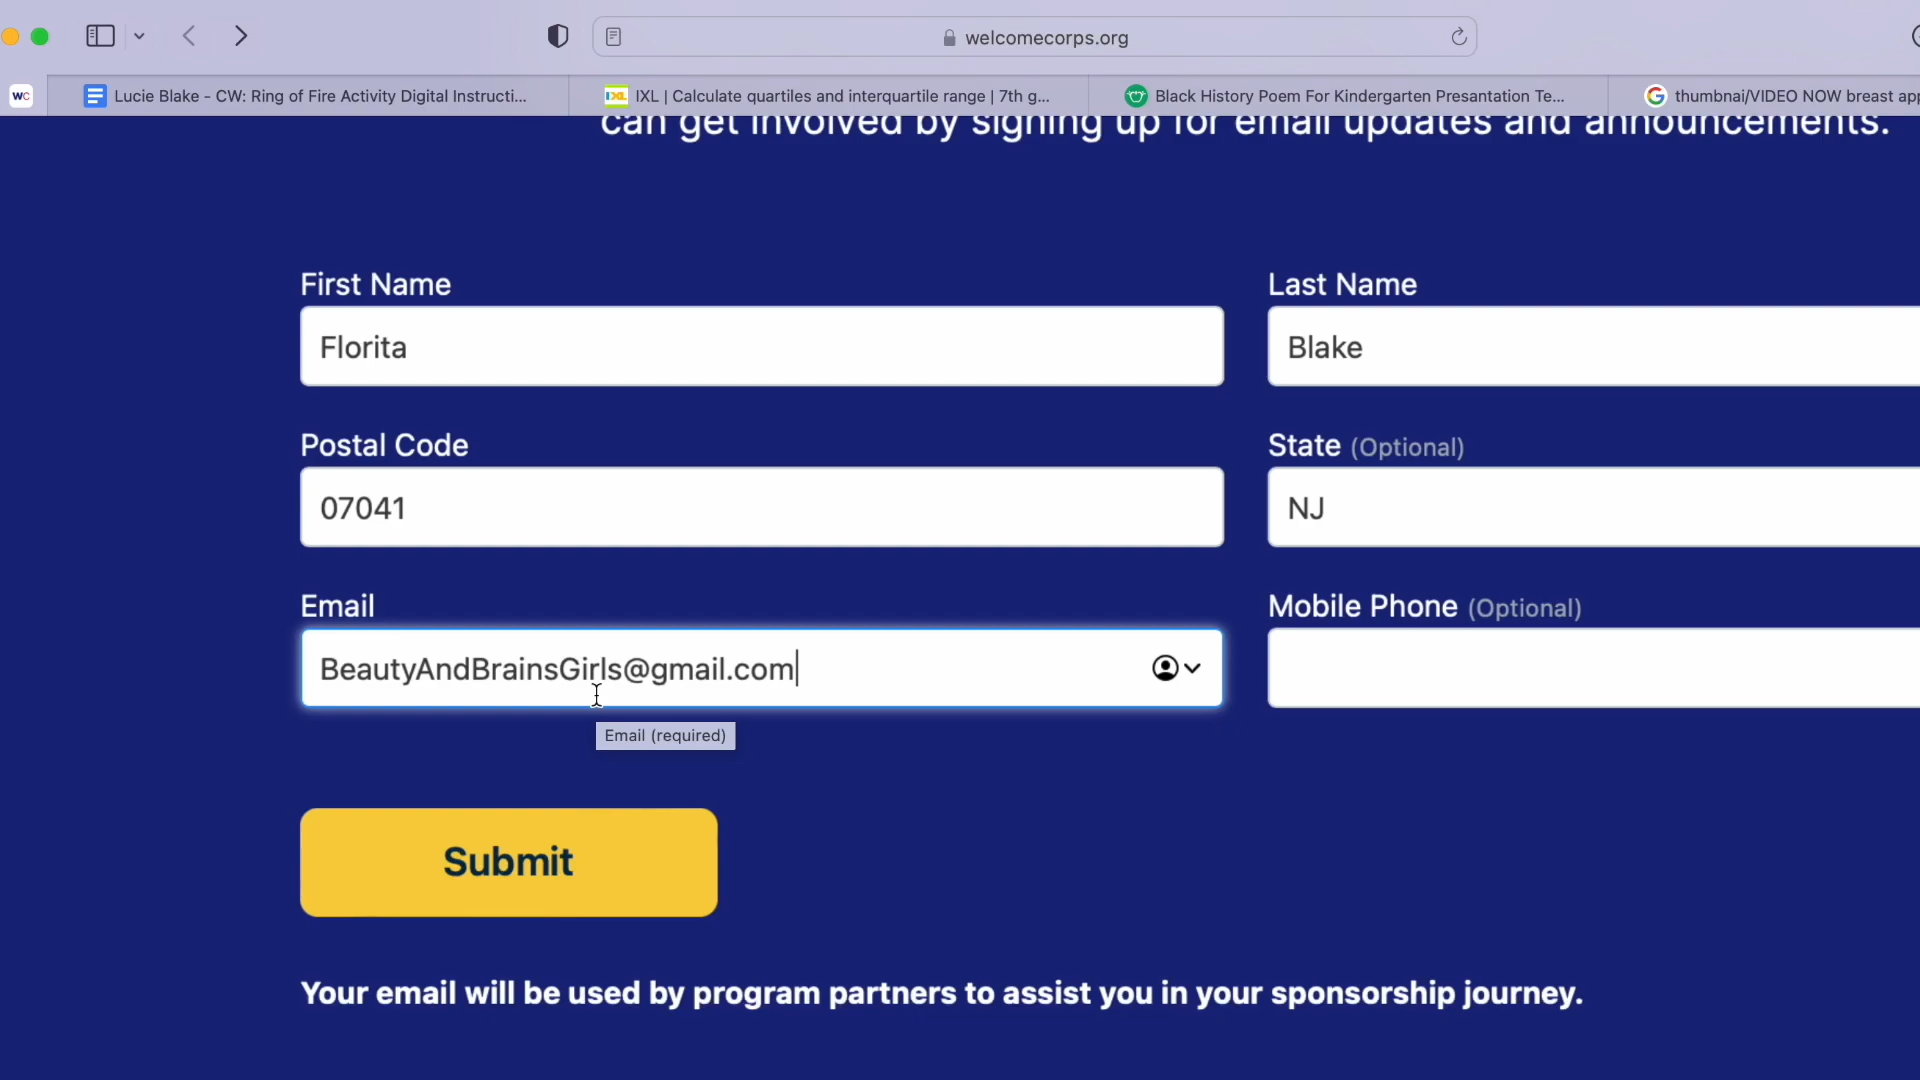 welcomecorps.org
WC
Lucie Blake - CW: Ring of Fire Activity Digital Instructi...
IXL | Calculate quartiles and interquartile range | 7th g...
Black History Poem For Kindergarten Presantation Te...
thumbnai/VIDEO NOW breast app
can get involved by signing up for email updates and announcements.
First Name
Last Name
Florita
Blake
Postal Code
State (Optional)
07041
NJ
Email
Mobile Phone (Optional)
BeautyAndBrainsGirls@gmail.com
Email (required)
Submit
Your email will be used by program partners to assist you in your sponsorship journey.